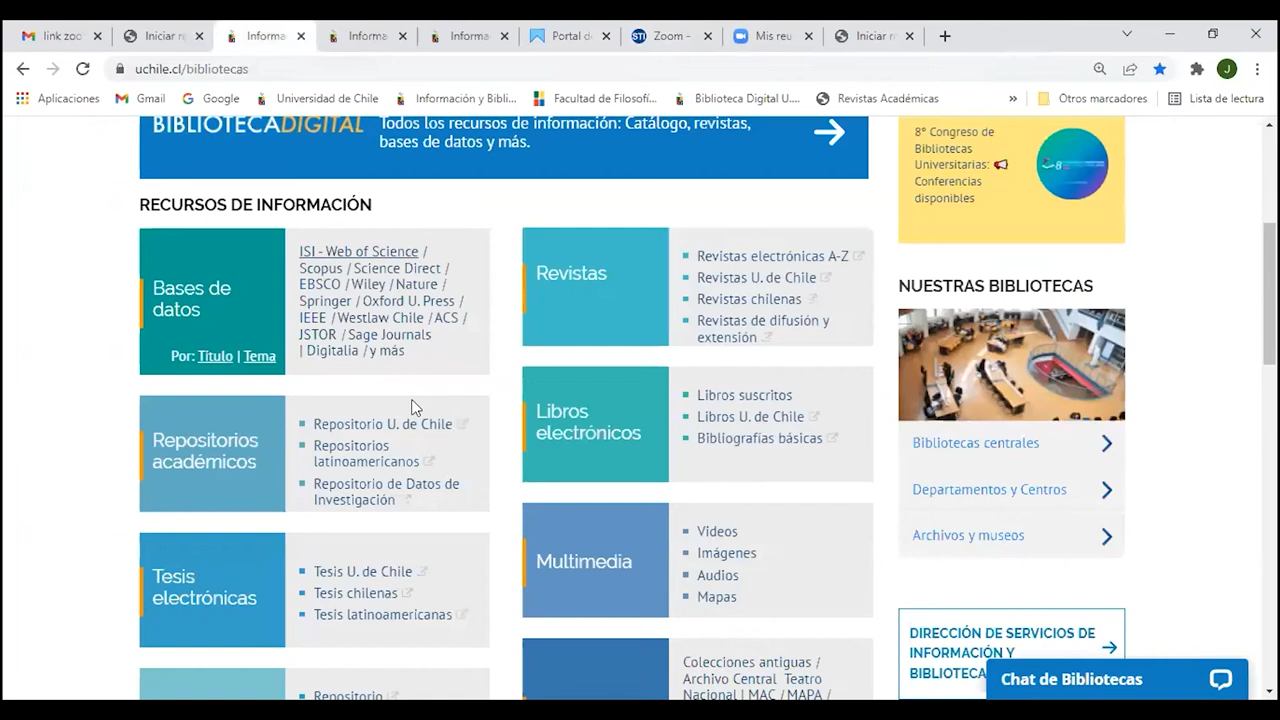 link zoo
Iniciar re
Informa
Informa
Informa
Portal d
STI
Zoom -
Mis reu
Iniciar re
uchile.cl/bibliotecas
J
Aplicaciones
Gmail
Google
Universidad de Chile
Información y Bibli...
Facultad de Filosofí...
Biblioteca Digital U....
Revistas Académicas
»
Otros marcadores
Lista de lectura
BIBLIOTECADIGITAL
Todos los recursos de información: Catálogo, revistas,
bases de datos y más.
8º Congreso de
Bibliotecas
Universitarias:
Conferencias
disponibles
RECURSOS DE INFORMACIÓN
Bases de
datos
Por: Título | Tema
ISI - Web of Science /
Scopus / Science Direct /
EBSCO / Wiley / Nature /
Springer / Oxford U. Press /
IEEE / Westlaw Chile / ACS /
JSTOR / Sage Journals
| Digitalia / y más
Revistas
Revistas electrónicas A-Z
Revistas U. de Chile
Revistas chilenas
Revistas de difusión y
extensión
Repositorios
académicos
Repositorio U. de Chile
Repositorios
latinoamericanos
Repositorio de Datos de
Investigación
Libros
electrónicos
Libros suscritos
Libros U. de Chile
Bibliografías básicas
Tesis
electrónicas
Tesis U. de Chile
Tesis chilenas
Tesis latinoamericanas
Multimedia
Videos
Imágenes
Audios
Mapas
Repositorio
Colecciones antiguas /
Archivo Central Teatro
Nacional | MAC / MAPA /
NUESTRAS BIBLIOTECAS
Bibliotecas centrales
Departamentos y Centros
Archivos y museos
DIRECCIÓN DE SERVICIOS DE
INFORMACIÓN Y
BIBLIOTECA
Chat de Bibliotecas